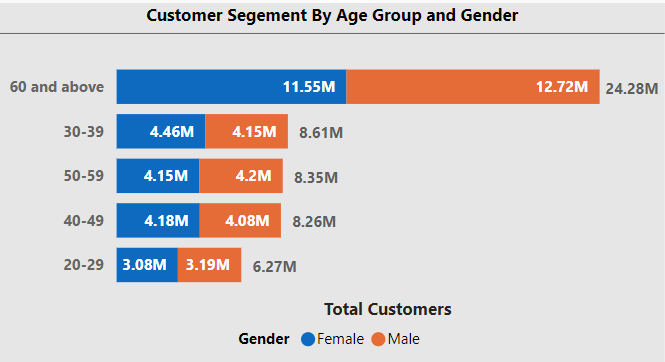 Customer Segement By Age Group and Gender
60 and above 11.55M 12.72M 24.28M
30-39 4.46M 4.15M 8.61M
50-59 4.15M 4.2M 8.35M
40-49 4.18M 4.08M 8.26M
20-29 3.08M 3.19M 6.27M
Total Customers
Gender Female Male